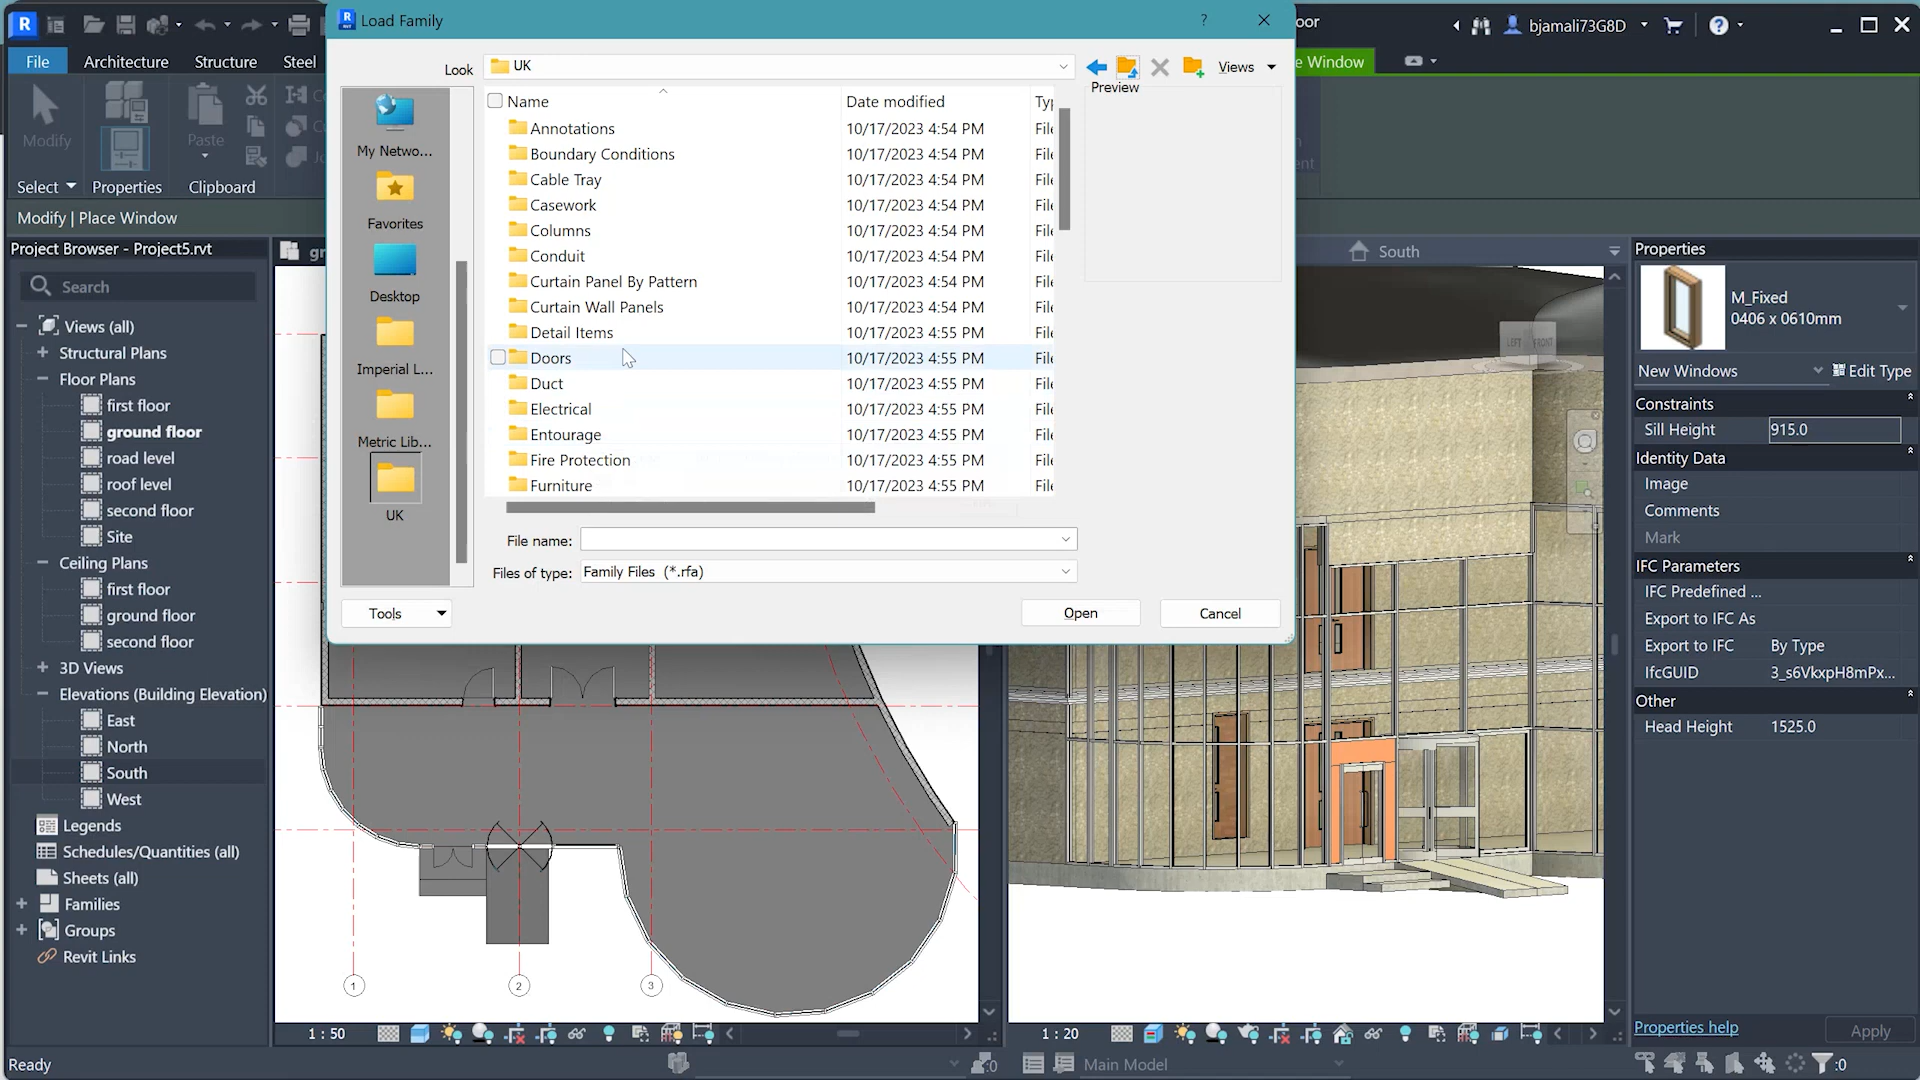 R
Load Family
?
oor
bjamali73G8D
File
Architecture
Structure
Steel
e Window
Modify
Paste
Select
Properties
Clipboard
Modify | Place Window
Look
UK
Views
Preview
Name
Date modified
Annotations 10/17/2023 4:54 PM
Boundary Conditions 10/17/2023 4:54 PM
Cable Tray 10/17/2023 4:54 PM
Casework 10/17/2023 4:54 PM
Columns 10/17/2023 4:54 PM
Conduit 10/17/2023 4:54 PM
Curtain Panel By Pattern 10/17/2023 4:54 PM
Curtain Wall Panels 10/17/2023 4:54 PM
Detail Items 10/17/2023 4:55 PM
Doors 10/17/2023 4:55 PM
Duct 10/17/2023 4:55 PM
Electrical 10/17/2023 4:55 PM
Entourage 10/17/2023 4:55 PM
Fire Protection 10/17/2023 4:55 PM
Furniture 10/17/2023 4:55 PM
My Netwo...
Favorites
Desktop
Imperial L...
Metric Lib...
UK
File name:
Files of type: Family Files (*.rfa)
Tools
Open
Cancel
Project Browser - Project5.rvt
Search
Views (all)
Structural Plans
Floor Plans
first floor
ground floor
road level
roof level
second floor
Site
Ceiling Plans
first floor
ground floor
second floor
3D Views
Elevations (Building Elevation)
East
North
South
West
Legends
Schedules/Quantities (all)
Sheets (all)
Families
Groups
Revit Links
gr
1
2
3
1 : 50
South
LEFT
FRONT
1 : 20
Properties
M_Fixed
0406 x 0610mm
New Windows
Edit Type
Constraints
Sill Height 915.0
Identity Data
Image
Comments
Mark
IFC Parameters
IFC Predefined ...
Export to IFC As
Export to IFC By Type
IfcGUID 3_s6VkxpH8mPx...
Other
Head Height 1525.0
Properties help
Apply
Ready
:0
Main Model
:0